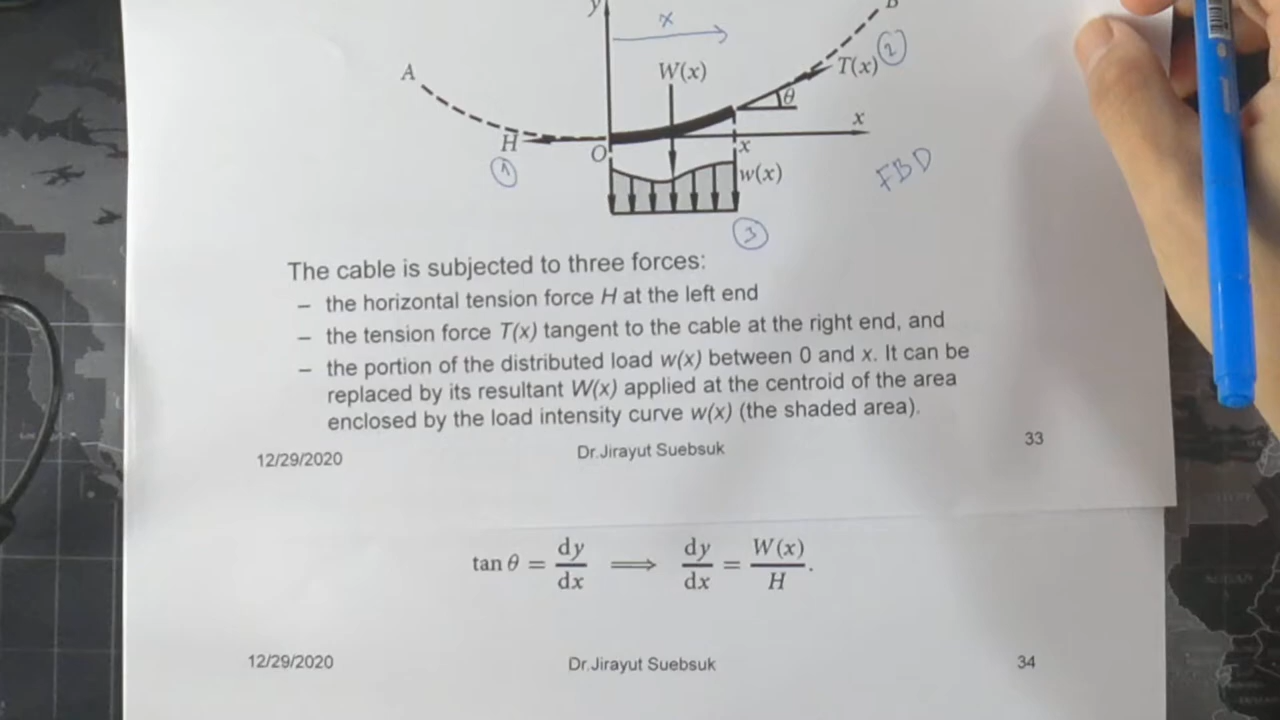 y
x
B
A
W(x)
T(x)
2
θ
x
H
O
x
1
w(x)
FBD
3
The cable is subjected to three forces:
– the horizontal tension force H at the left end
– the tension force T(x) tangent to the cable at the right end, and
– the portion of the distributed load w(x) between 0 and x. It can be
replaced by its resultant W(x) applied at the centroid of the area
enclosed by the load intensity curve w(x) (the shaded area).
12/29/2020 Dr.Jirayut Suebsuk 33
tan θ = dy/dx ⟹ dy/dx = W(x)/H.
12/29/2020 Dr.Jirayut Suebsuk 34